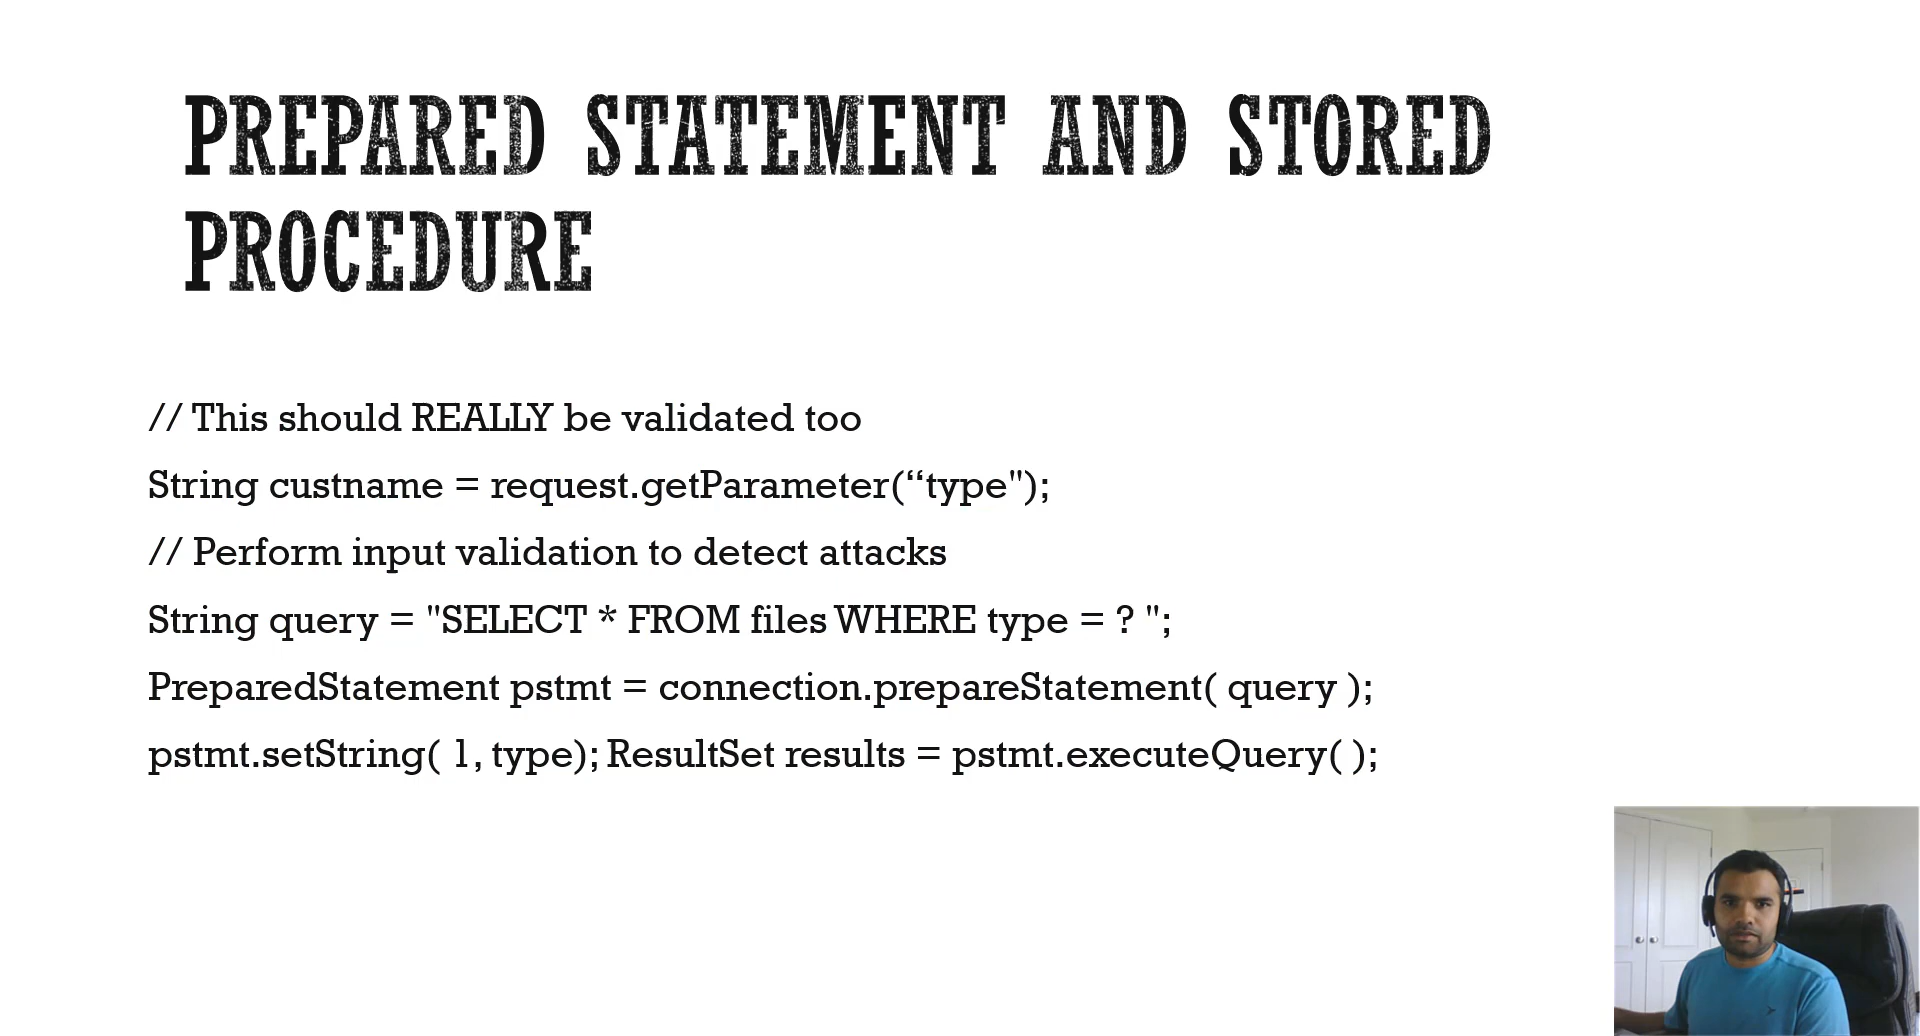 PREPARED STATEMENT AND STORED
PROCEDURE
// This should REALLY be validated too
String custname = request.getParameter(“type");
// Perform input validation to detect attacks
String query = "SELECT * FROM files WHERE type = ? ";
PreparedStatement pstmt = connection.prepareStatement( query );
pstmt.setString( 1, type); ResultSet results = pstmt.executeQuery( );